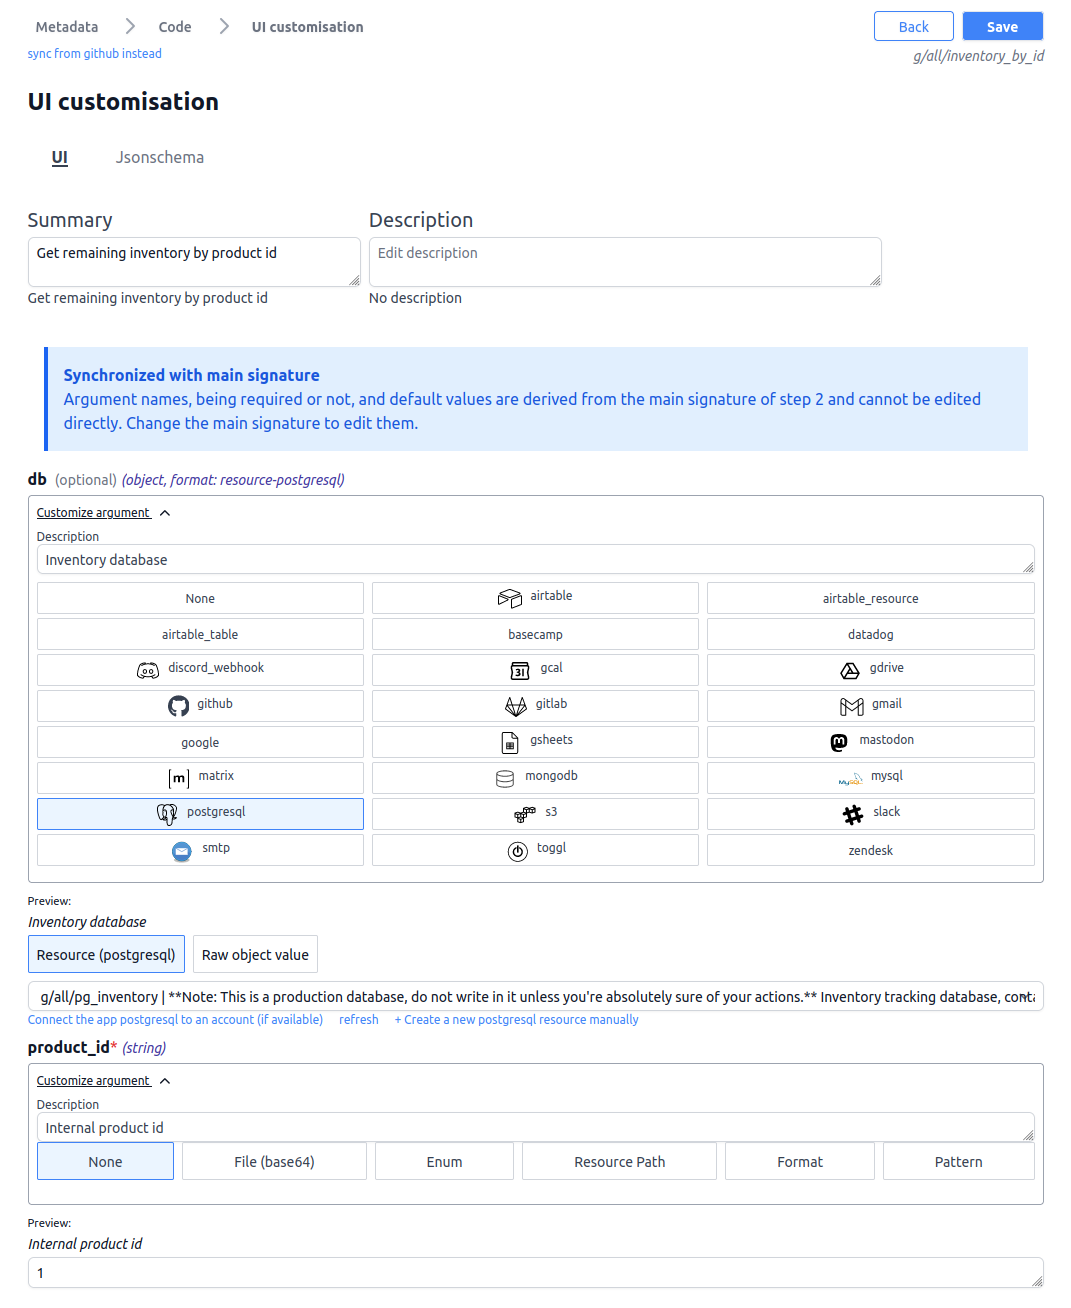 Metadata Code UI customisation Back Save
sync from github instead g/all/inventory_by_id
UI customisation
UI Jsonschema
Summary Description
Get remaining inventory by product id Edit description
Get remaining inventory by product id No description
Synchronized with main signature
Argument names, being required or not, and default values are derived from the main signature of step 2 and cannot be edited
directly. Change the main signature to edit them.
db (optional) (object, format: resource-postgresql)
Customize argument
Description
Inventory database
None airtable airtable_resource
airtable_table basecamp datadog
discord_webhook 31 gcal gdrive
github gitlab gmail
google gsheets m mastodon
[m] matrix mongodb MySQL mysql
postgresql s3 slack
smtp toggl zendesk
Preview:
Inventory database
Resource (postgresql) Raw object value
g/all/pg_inventory | **Note: This is a production database, do not write in it unless you're absolutely sure of your actions.** Inventory tracking database,
Connect the app postgresql to an account (if available) refresh + Create a new postgresql resource manually
product_id* (string)
Customize argument
Description
Internal product id
None File (base64) Enum Resource Path Format Pattern
Preview:
Internal product id
1